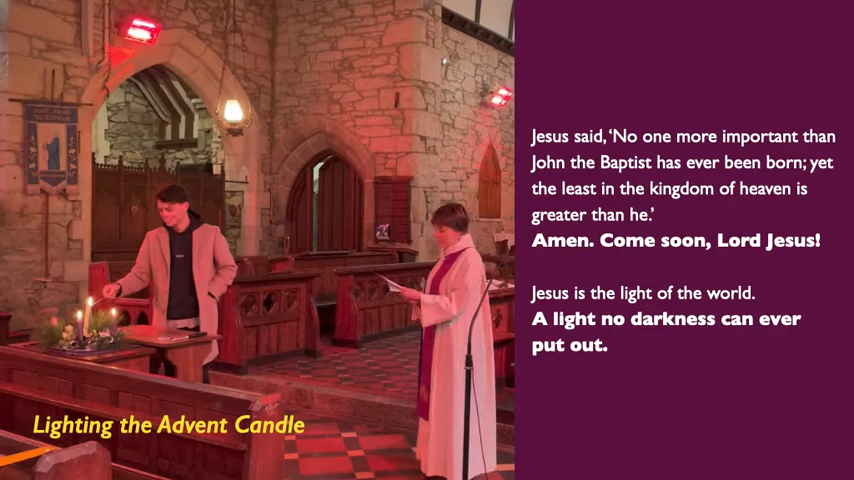 Jesus said, ‘No one more important than
John the Baptist has ever been born; yet
the least in the kingdom of heaven is
greater than he.’
Amen. Come soon, Lord Jesus!
Jesus is the light of the world.
A light no darkness can ever
put out.
Lighting the Advent Candle